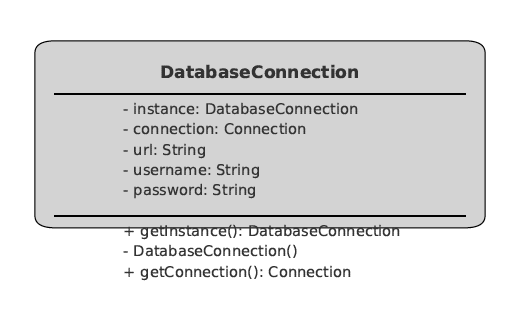 DatabaseConnection
- instance: DatabaseConnection
- connection: Connection
- url: String
- username: String
- password: String
+ getInstance(): DatabaseConnection
- DatabaseConnection()
+ getConnection(): Connection